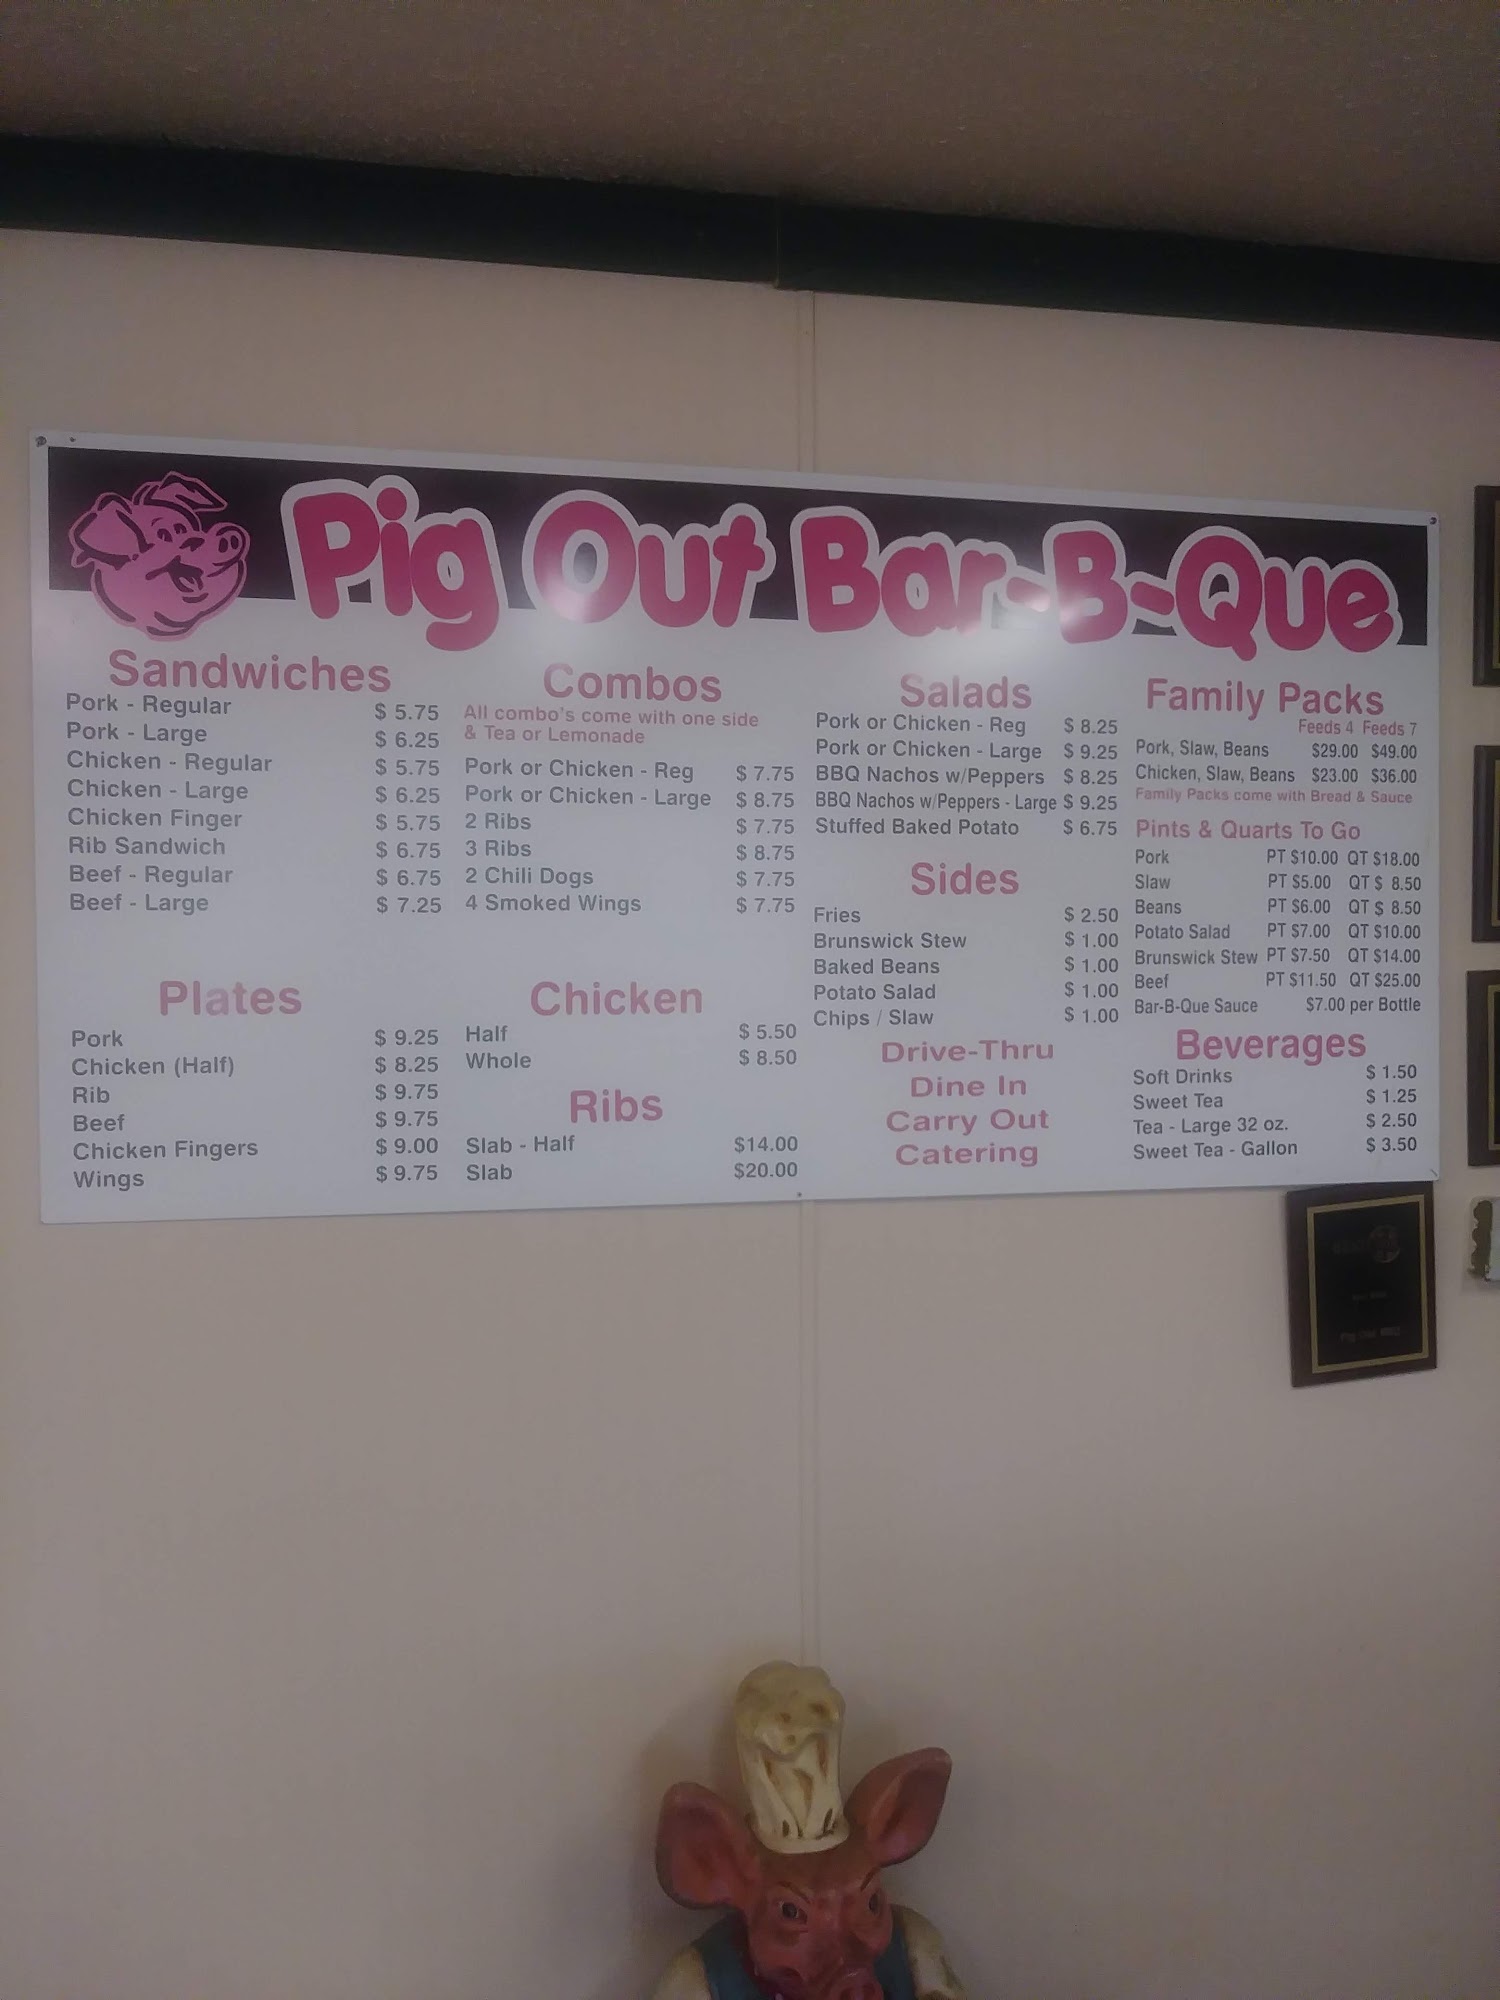 Pig Out Bar-B-Que
Sandwiches
Pork - Regular $ 5.75
Pork - Large $ 6.25
Chicken - Regular $ 5.75
Chicken - Large $ 6.25
Chicken Finger $ 5.75
Rib Sandwich $ 6.75
Beef - Regular $ 6.75
Beef - Large $ 7.25
Plates
Pork $ 9.25
Chicken (Half) $ 8.25
Rib $ 9.75
Beef $ 9.75
Chicken Fingers $ 9.00
Wings $ 9.75
Combos
All combo's come with one side
& Tea or Lemonade
Pork or Chicken - Reg $ 7.75
Pork or Chicken - Large $ 8.75
2 Ribs $ 7.75
3 Ribs $ 8.75
2 Chili Dogs $ 7.75
4 Smoked Wings $ 7.75
Chicken
Half $ 5.50
Whole $ 8.50
Ribs
Slab - Half $14.00
Slab $20.00
Salads
Pork or Chicken - Reg $ 8.25
Pork or Chicken - Large $ 9.25
BBQ Nachos w/Peppers $ 8.25
BBQ Nachos w/Peppers - Large $ 9.25
Stuffed Baked Potato $ 6.75
Sides
Fries $ 2.50
Brunswick Stew $ 1.00
Baked Beans $ 1.00
Potato Salad $ 1.00
Chips / Slaw $ 1.00
Drive-Thru
Dine In
Carry Out
Catering
Family Packs
Feeds 4 Feeds 7
Pork, Slaw, Beans $29.00 $49.00
Chicken, Slaw, Beans $23.00 $36.00
Family Packs come with Bread & Sauce
Pints & Quarts To Go
Pork PT $10.00 QT $18.00
Slaw PT $5.00 QT $ 8.50
Beans PT $6.00 QT $ 8.50
Potato Salad PT $7.00 QT $10.00
Brunswick Stew PT $7.50 QT $14.00
Beef PT $11.50 QT $25.00
Bar-B-Que Sauce $7.00 per Bottle
Beverages
Soft Drinks $ 1.50
Sweet Tea $ 1.25
Tea - Large 32 oz. $ 2.50
Sweet Tea - Gallon $ 3.50